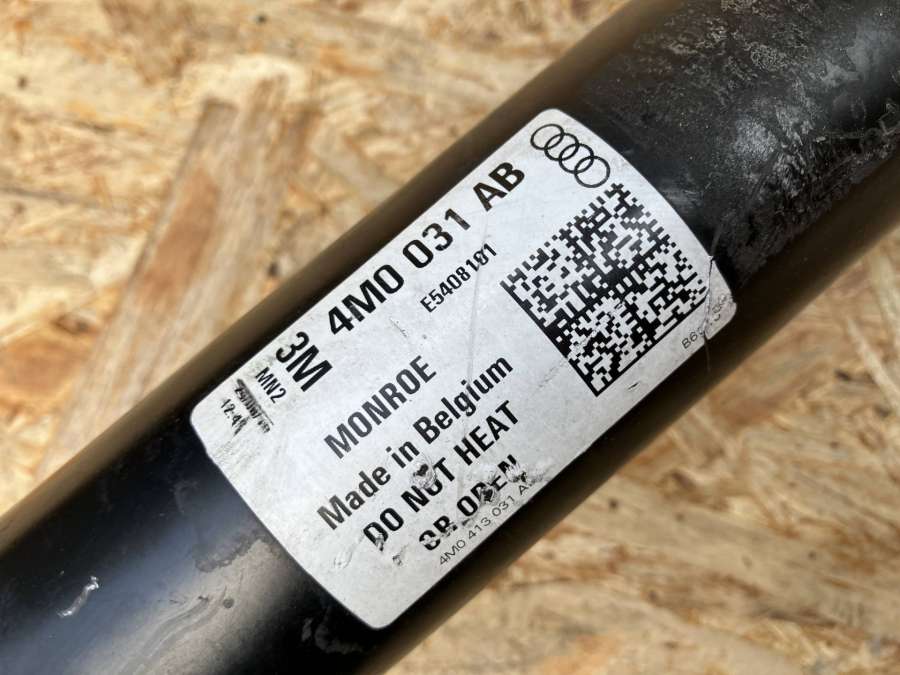 3M 4M0 031 AB
MN2
E5408101
12:41
MONROE
Made in Belgium
DO NOT HEAT
OR OPEN
4M0 413 031 A